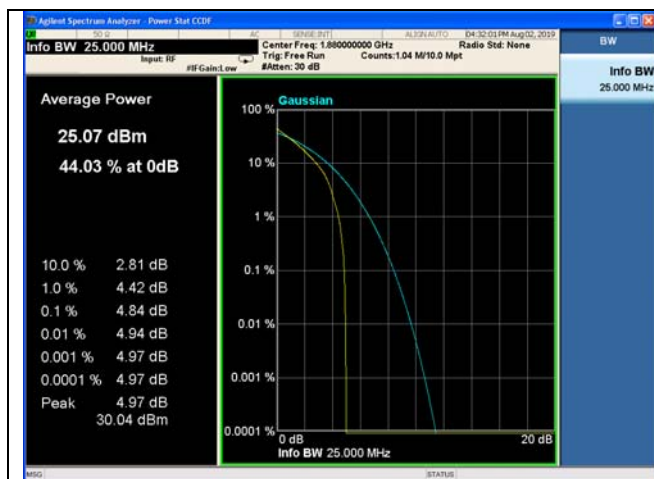 Agilent Spectrum Analyzer - Power Stat CCDF
50 Ω AC SENSE:INT ALIGN AUTO 04:32:01 PM Aug 02, 2019
Info BW 25.000 MHz
Center Freq: 1.880000000 GHz
Radio Std: None
Input: RF
Trig: Free Run
Counts:1.04 M/10.0 Mpt
#IFGain:Low
#Atten: 30 dB
BW
Info BW
25.000 MHz
Average Power
25.07 dBm
44.03 % at 0dB
10.0 % 2.81 dB
1.0 % 4.42 dB
0.1 % 4.84 dB
0.01 % 4.94 dB
0.001 % 4.97 dB
0.0001 % 4.97 dB
Peak 4.97 dB
30.04 dBm
Gaussian
100 %
10 %
1 %
0.1 %
0.01 %
0.001 %
0.0001 %
0 dB
20 dB
Info BW 25.000 MHz
MSG
STATUS